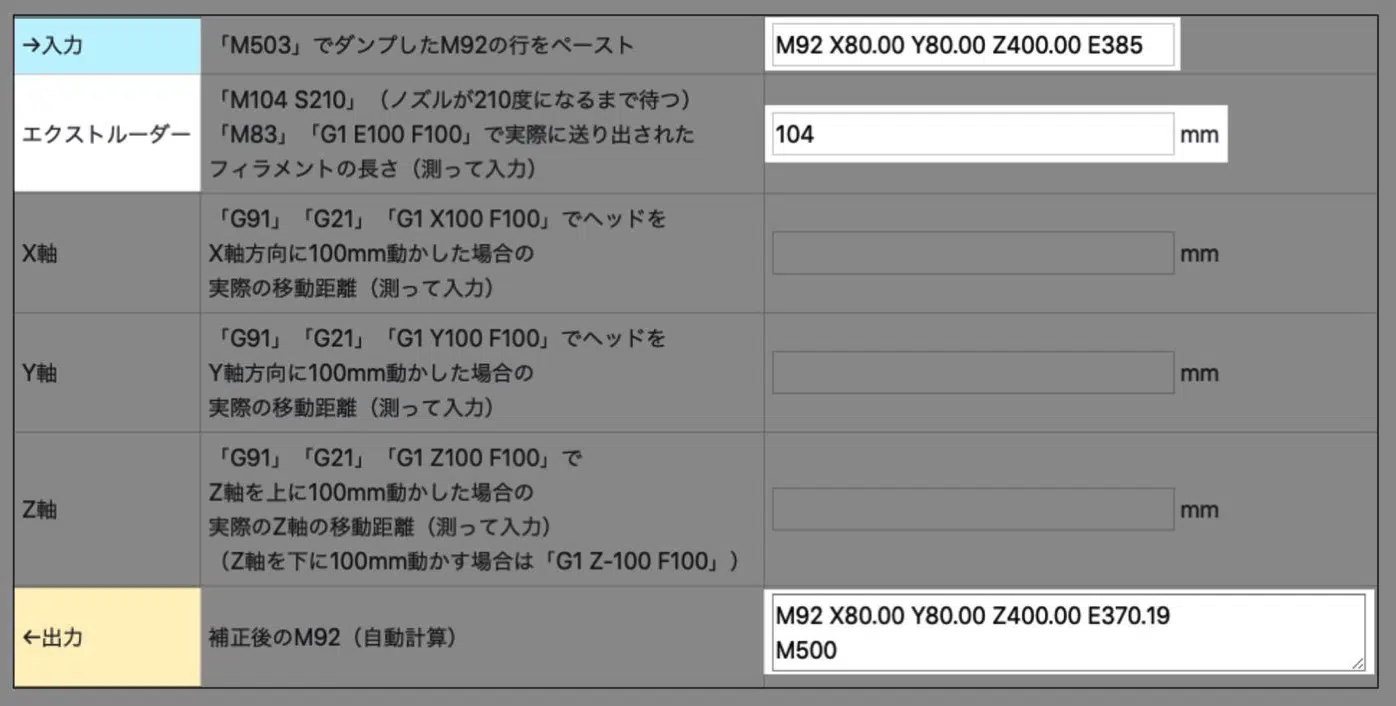 →入力
「M503」でダンプしたM92の行をペースト
M92 X80.00 Y80.00 Z400.00 E385
エクストルーダー
「M104 S210」（ノズルが210度になるまで待つ）
「M83」「G1 E100 F100」で実際に送り出された
フィラメントの長さ（測って入力）
104
mm
X軸
「G91」「G21」「G1 X100 F100」でヘッドを
X軸方向に100mm動かした場合の
実際の移動距離（測って入力）
mm
Y軸
「G91」「G21」「G1 Y100 F100」でヘッドを
Y軸方向に100mm動かした場合の
実際の移動距離（測って入力）
mm
Z軸
「G91」「G21」「G1 Z100 F100」で
Z軸を上に100mm動かした場合の
実際のZ軸の移動距離（測って入力）
（Z軸を下に100mm動かす場合は「G1 Z-100 F100」）
mm
←出力
補正後のM92（自動計算）
M92 X80.00 Y80.00 Z400.00 E370.19
M500